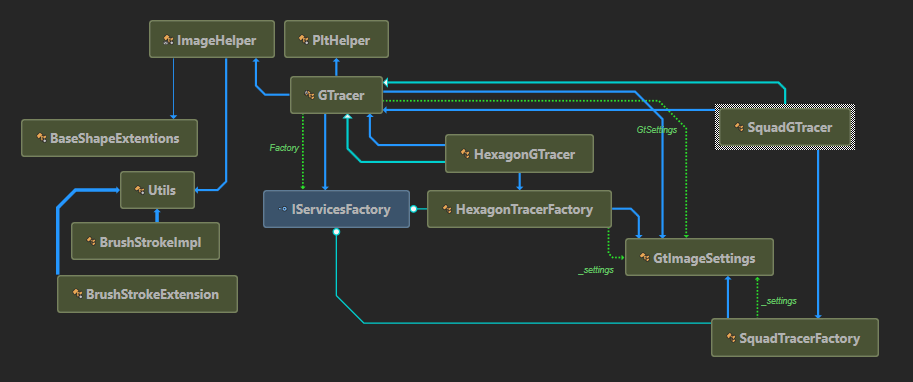 ImageHelper
PltHelper
GTracer
BaseShapeExtentions
SquadGTracer
GtSettings
Factory
HexagonGTracer
Utils
IServicesFactory
HexagonTracerFactory
BrushStrokeImpl
GtImageSettings
_settings
BrushStrokeExtension
_settings
SquadTracerFactory